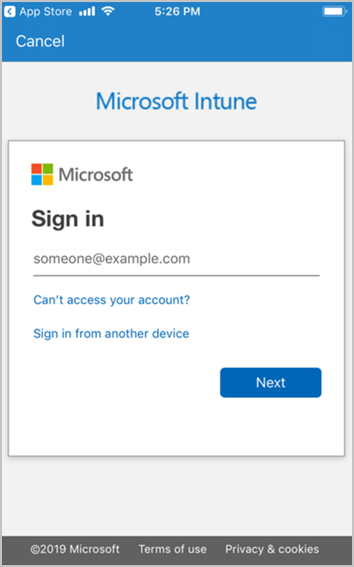 App Store 5:26 PM
Cancel
Microsoft Intune
Microsoft
Sign in
someone@example.com
Can't access your account?
Sign in from another device
Next
©2019 Microsoft Terms of use Privacy & cookies